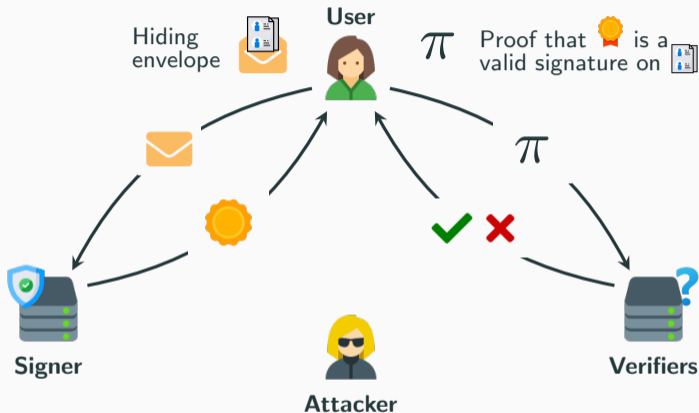 User
Hiding
envelope
π
Proof that is a
valid signature on
π
?
Signer
Verifiers
Attacker